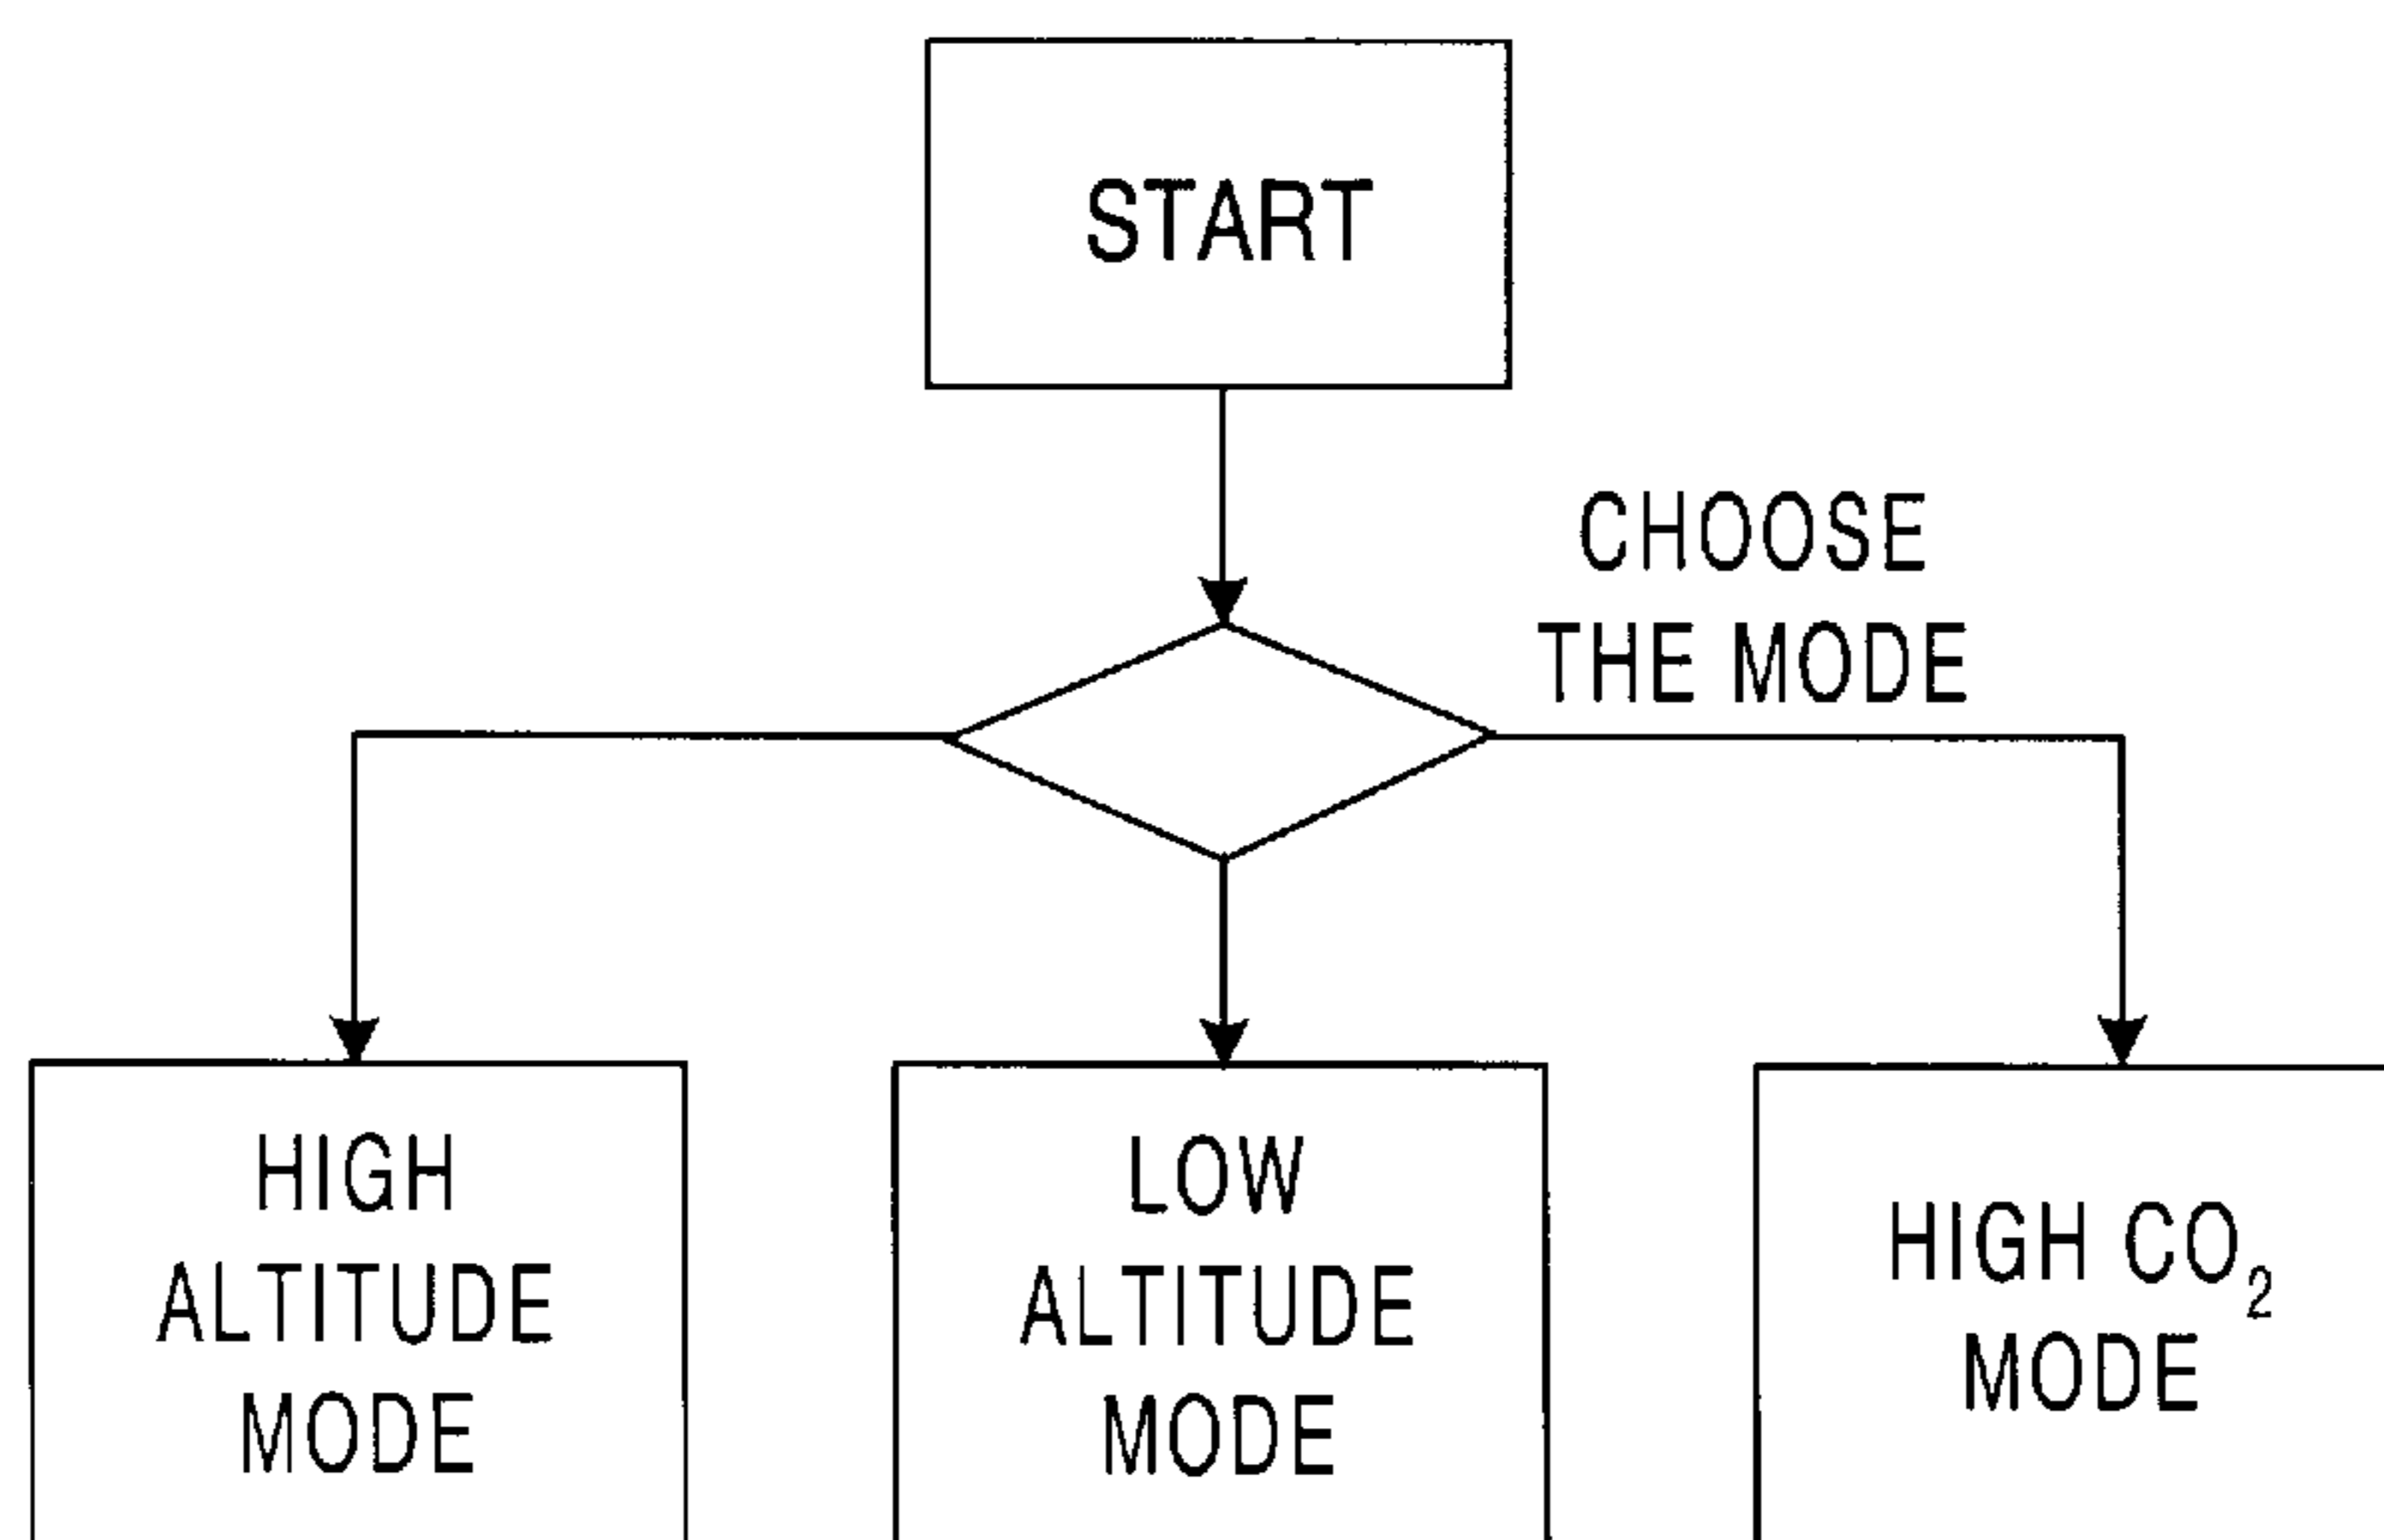 START
CHOOSE
THE MODE
HIGH
ALTITUDE
MODE
LOW
ALTITUDE
MODE
HIGH CO₂
MODE